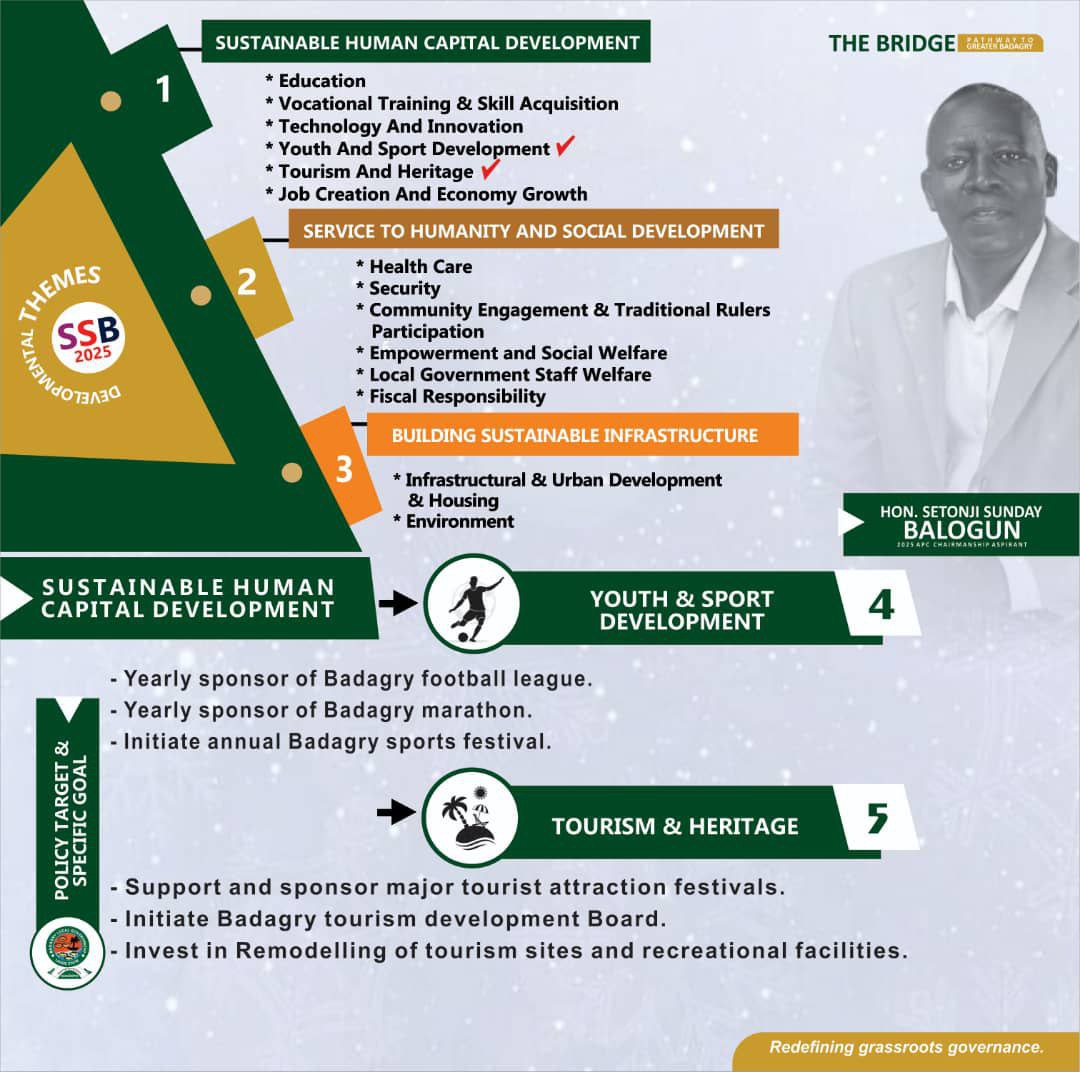 THE BRIDGE
PATHWAY TO
GREATER BADAGRY
1
SUSTAINABLE HUMAN CAPITAL DEVELOPMENT
* Education
* Vocational Training & Skill Acquisition
* Technology And Innovation
* Youth And Sport Development
* Tourism And Heritage
* Job Creation And Economy Growth
2
SERVICE TO HUMANITY AND SOCIAL DEVELOPMENT
* Health Care
* Security
* Community Engagement & Traditional Rulers
Participation
* Empowerment and Social Welfare
* Local Government Staff Welfare
* Fiscal Responsibility
DEVELOPMENTAL THEMES
SSB
2025
3
BUILDING SUSTAINABLE INFRASTRUCTURE
* Infrastructural & Urban Development
& Housing
* Environment
HON. SETONJI SUNDAY
BALOGUN
2025 APC CHAIRMANSHIP ASPIRANT
SUSTAINABLE HUMAN
CAPITAL DEVELOPMENT
YOUTH & SPORT
DEVELOPMENT
4
- Yearly sponsor of Badagry football league.
- Yearly sponsor of Badagry marathon.
- Initiate annual Badagry sports festival.
POLICY TARGET &
SPECIFIC GOAL
TOURISM & HERITAGE
5
- Support and sponsor major tourist attraction festivals.
- Initiate Badagry tourism development Board.
- Invest in Remodelling of tourism sites and recreational facilities.
Redefining grassroots governance.